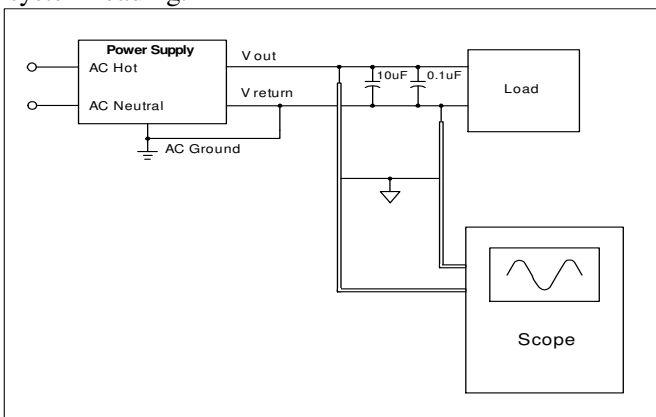 Power Supply
AC Hot
AC Neutral
V out
V return
AC Ground
10uF
0.1uF
Load
Scope